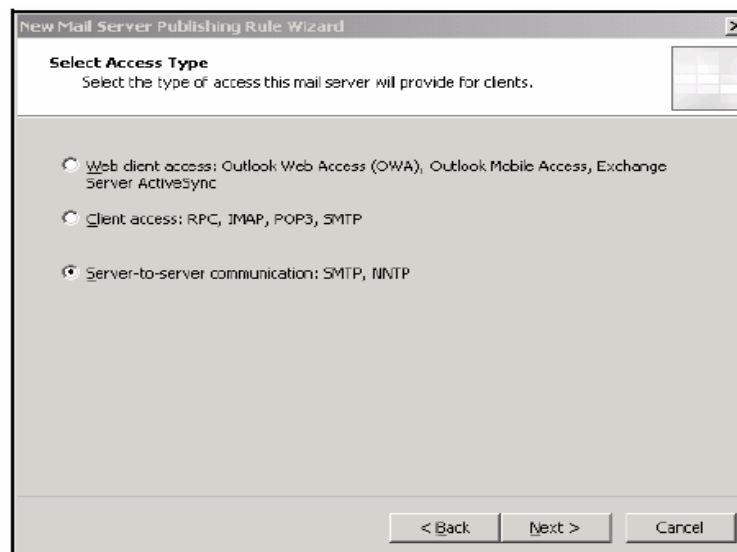 New Mail Server Publishing Rule Wizard
Select Access Type
Select the type of access this mail server will provide for clients.
Web client access: Outlook Web Access (OWA), Outlook Mobile Access, Exchange
Server ActiveSync
Client access: RPC, IMAP, POP3, SMTP
Server-to-server communication: SMTP, NNTP
< Back
Next >
Cancel